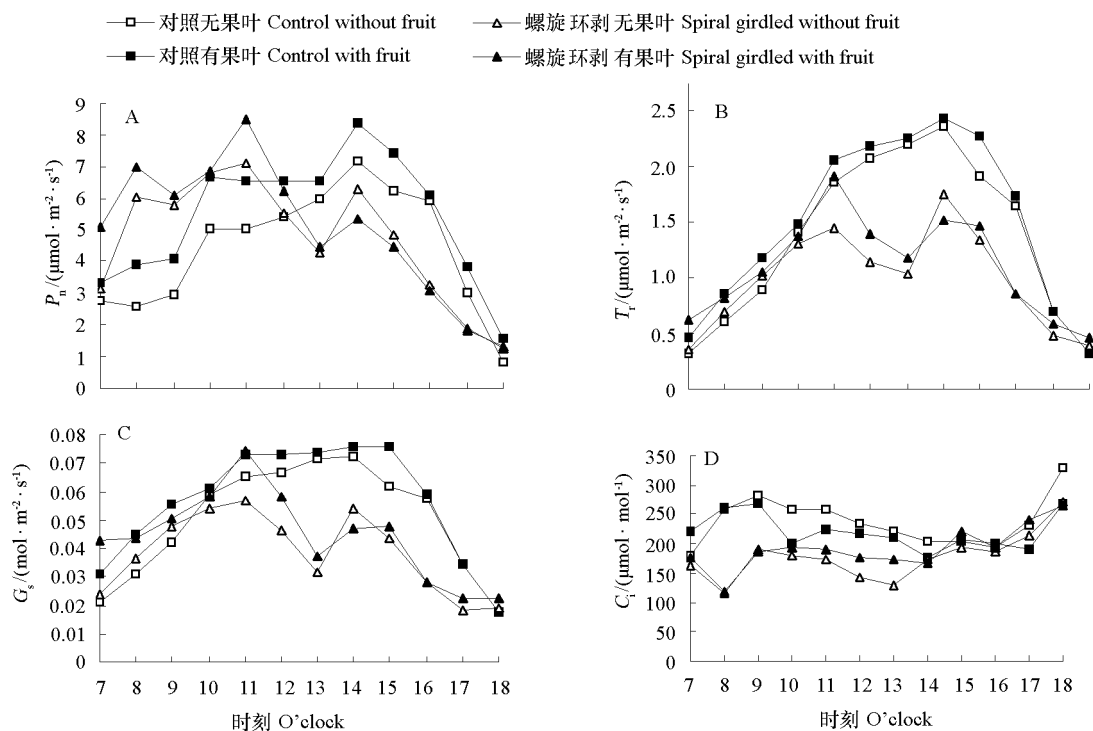 对照无果叶 Control without fruit
螺旋环剥无果叶 Spiral girdled without fruit
对照有果叶 Control with fruit
螺旋环剥有果叶 Spiral girdled with fruit
A
9
8
7
6
5
4
3
2
1
0
Pn/(μmol·m-2·s-1)
B
2.5
2.0
1.5
1.0
0.5
0
Tr/(μmol·m-2·s-1)
C
0.08
0.07
0.06
0.05
0.04
0.03
0.02
0.01
0
Gs/(mol·m-2·s-1)
7 8 9 10 11 12 13 14 15 16 17 18
时刻 O’clock
D
350
300
250
200
150
100
50
0
Ci/(μmol·mol-1)
7 8 9 10 11 12 13 14 15 16 17 18
时刻 O’clock